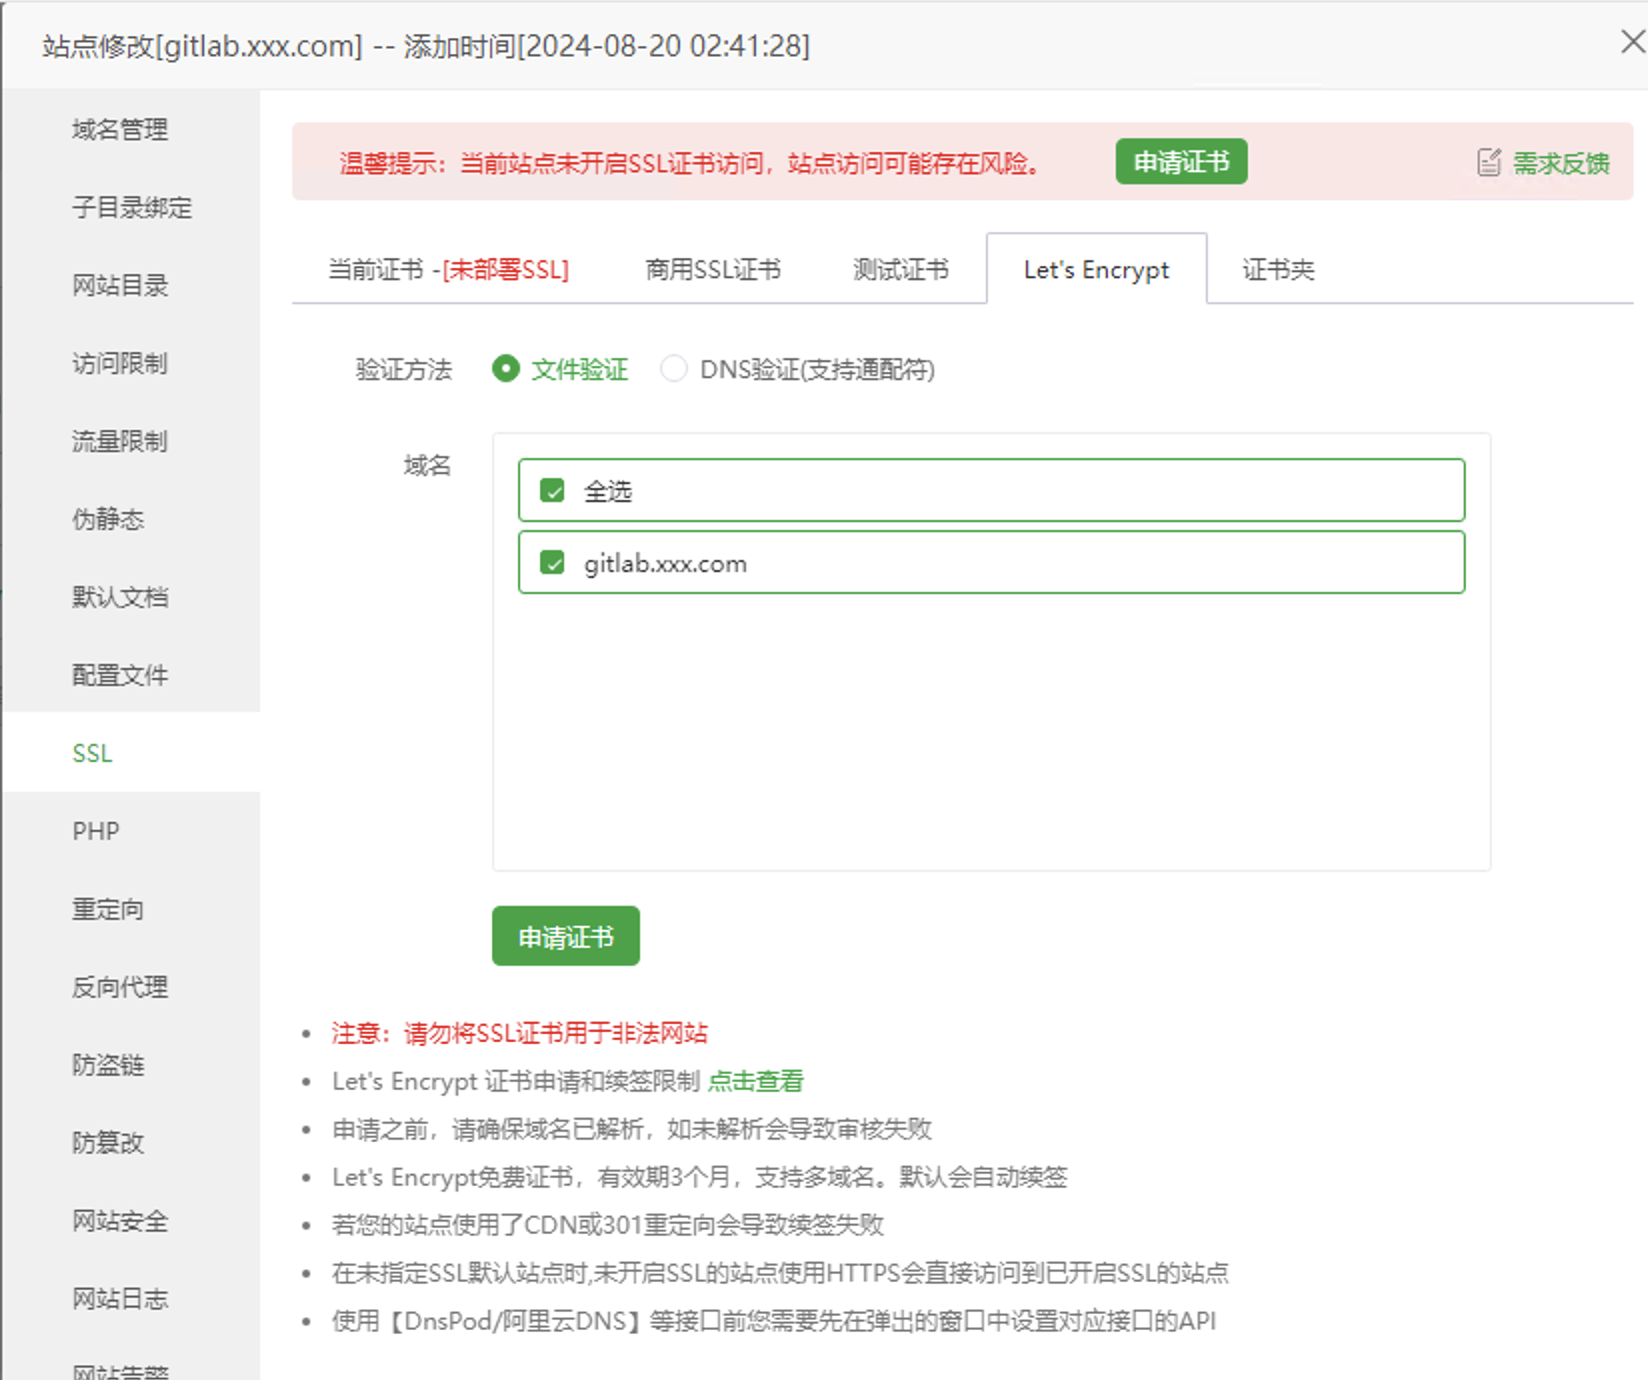 站点修改[gitlab.xxx.com] -- 添加时间[2024-08-20 02:41:28]
域名管理
子目录绑定
网站目录
访问限制
流量限制
伪静态
默认文档
配置文件
SSL
PHP
重定向
反向代理
防盗链
防篡改
网站安全
网站日志
网站告警
温馨提示：当前站点未开启SSL证书访问，站点访问可能存在风险。 申请证书 需求反馈
当前证书 -[未部署SSL] 商用SSL证书 测试证书 Let's Encrypt 证书夹
验证方法 文件验证 DNS验证(支持通配符)
域名
全选
gitlab.xxx.com
申请证书
注意：请勿将SSL证书用于非法网站
Let's Encrypt 证书申请和续签限制 点击查看
申请之前，请确保域名已解析，如未解析会导致审核失败
Let's Encrypt免费证书，有效期3个月，支持多域名。默认会自动续签
若您的站点使用了CDN或301重定向会导致续签失败
在未指定SSL默认站点时,未开启SSL的站点使用HTTPS会直接访问到已开启SSL的站点
使用【DnsPod/阿里云DNS】等接口前您需要先在弹出的窗口中设置对应接口的API